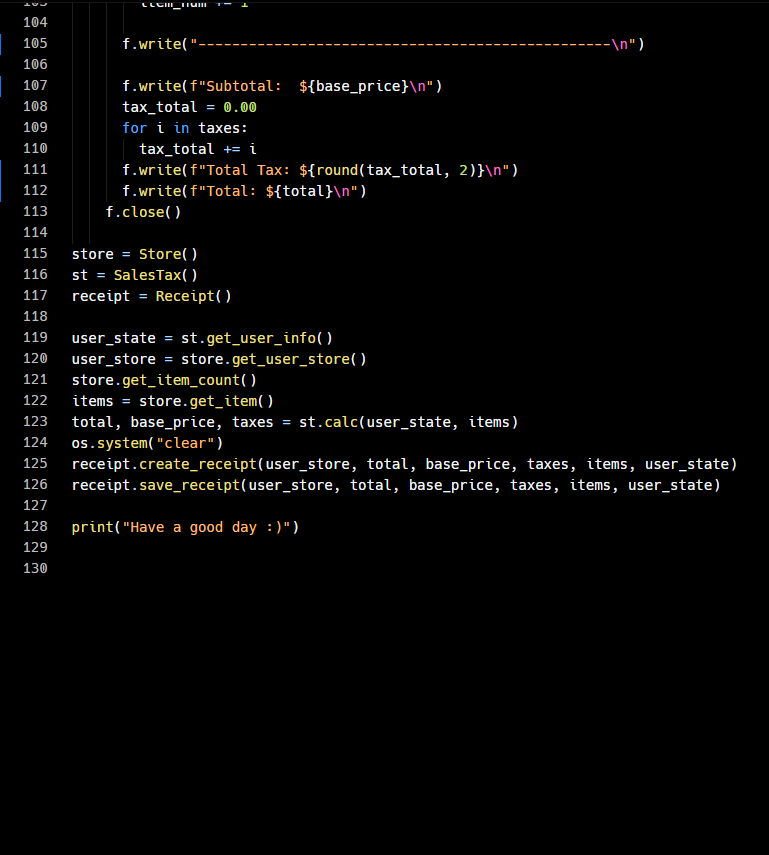 item_num += 1
104
105 f.write("-------------------------------------------------\n")
106
107 f.write(f"Subtotal:  ${base_price}\n")
108 tax_total = 0.00
109 for i in taxes:
110 tax_total += i
111 f.write(f"Total Tax: ${round(tax_total, 2)}\n")
112 f.write(f"Total: ${total}\n")
113 f.close()
114
115 store = Store()
116 st = SalesTax()
117 receipt = Receipt()
118
119 user_state = st.get_user_info()
120 user_store = store.get_user_store()
121 store.get_item_count()
122 items = store.get_item()
123 total, base_price, taxes = st.calc(user_state, items)
124 os.system("clear")
125 receipt.create_receipt(user_store, total, base_price, taxes, items, user_state)
126 receipt.save_receipt(user_store, total, base_price, taxes, items, user_state)
127
128 print("Have a good day :)")
129
130